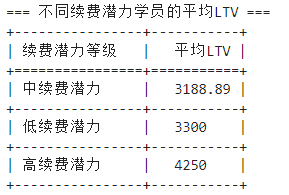 === 不同续费潜力学员的平均LTV ===
+---------------+-----------+
| 续费潜力等级 | 平均LTV |
+===============+===========+
| 中续费潜力 | 3188.89 |
+---------------+-----------+
| 低续费潜力 | 3300 |
+---------------+-----------+
| 高续费潜力 | 4250 |
+---------------+-----------+